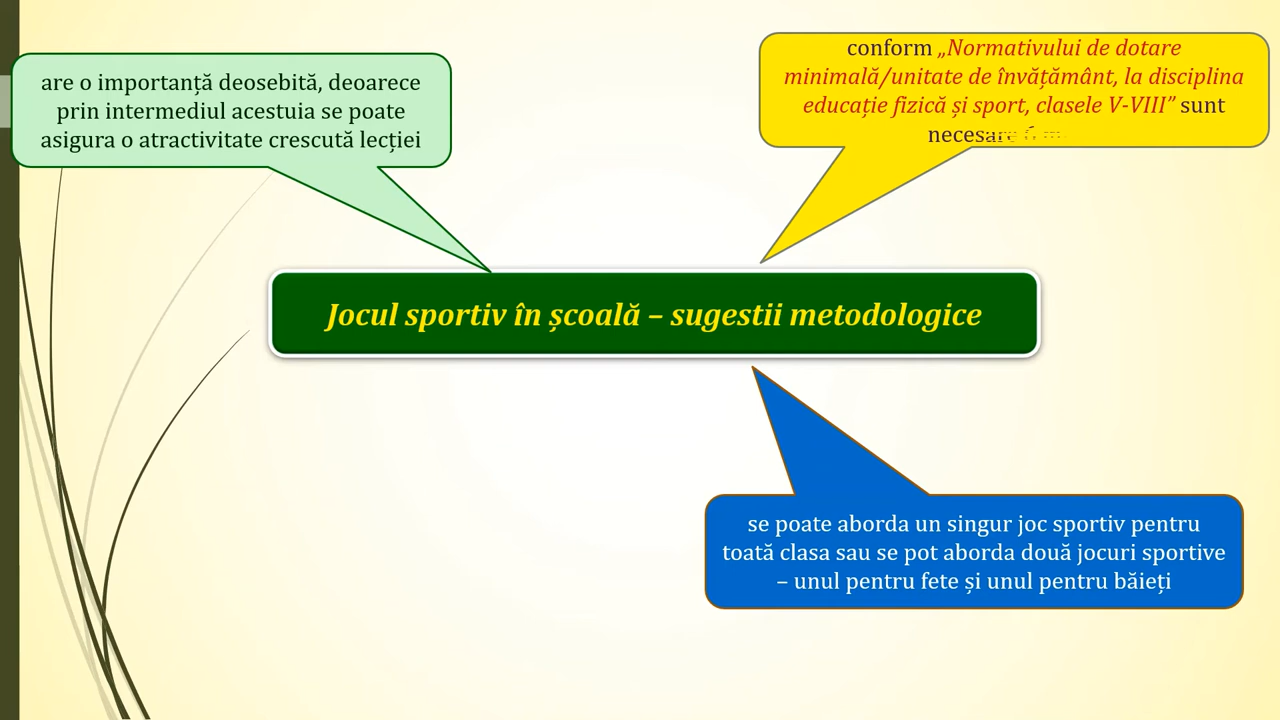 are o importanță deosebită, deoarece
prin intermediul acestuia se poate
asigura o atractivitate crescută lecției
conform „Normativului de dotare
minimală/unitate de învățământ, la disciplina
educație fizică și sport, clasele V-VIII” sunt
necesare
Jocul sportiv în școală – sugestii metodologice
se poate aborda un singur joc sportiv pentru
toată clasa sau se pot aborda două jocuri sportive
– unul pentru fete și unul pentru băieți